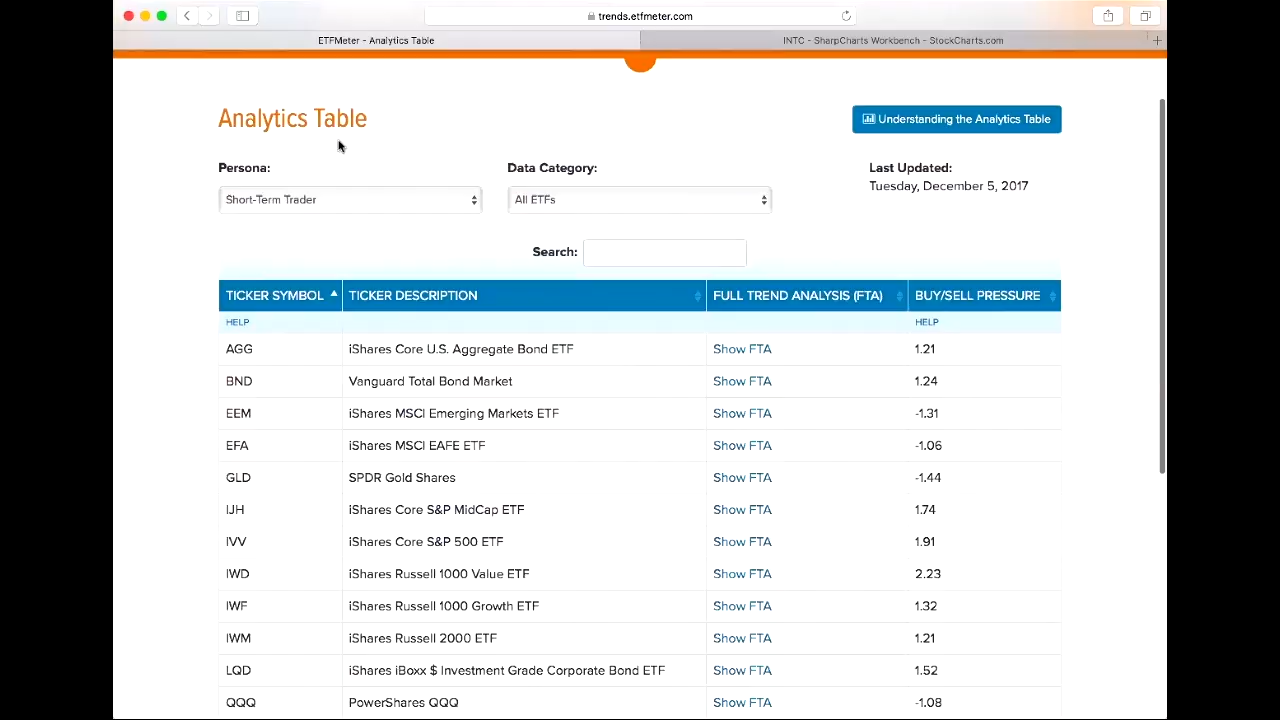 trends.etfmeter.com
ETFMeter - Analytics Table
INTC - SharpCharts Workbench - StockCharts.com
Analytics Table
Understanding the Analytics Table
Persona:
Data Category:
Last Updated:
Short-Term Trader
All ETFs
Tuesday, December 5, 2017
Search:
TICKER SYMBOL TICKER DESCRIPTION FULL TREND ANALYSIS (FTA) BUY/SELL PRESSURE
HELP HELP
AGG iShares Core U.S. Aggregate Bond ETF Show FTA 1.21
BND Vanguard Total Bond Market Show FTA 1.24
EEM iShares MSCI Emerging Markets ETF Show FTA -1.31
EFA iShares MSCI EAFE ETF Show FTA -1.06
GLD SPDR Gold Shares Show FTA -1.44
IJH iShares Core S&P MidCap ETF Show FTA 1.74
IVV iShares Core S&P 500 ETF Show FTA 1.91
IWD iShares Russell 1000 Value ETF Show FTA 2.23
IWF iShares Russell 1000 Growth ETF Show FTA 1.32
IWM iShares Russell 2000 ETF Show FTA 1.21
LQD iShares iBoxx $ Investment Grade Corporate Bond ETF Show FTA 1.52
QQQ PowerShares QQQ Show FTA -1.08